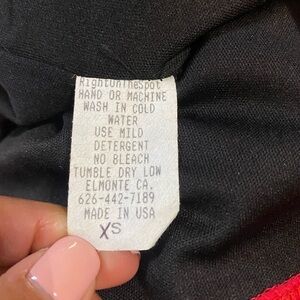 RightOnTheSpot
HAND OR MACHINE
WASH IN COLD
WATER
USE MILD
DETERGENT
NO BLEACH
TUMBLE DRY LOW
ELMONTE CA.
626-442-7189
MADE IN USA
XS